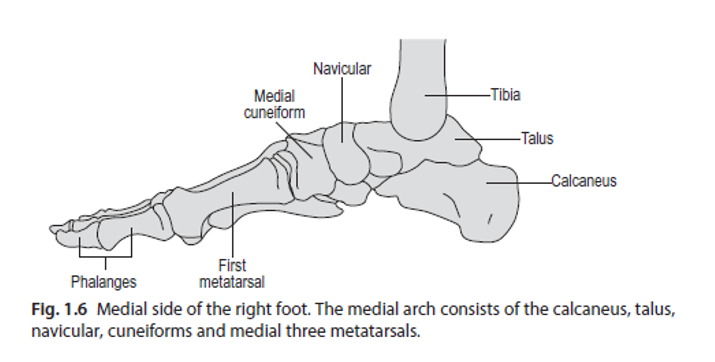 Navicular
Medial
cuneiform
Tibia
Talus
Calcaneus
Phalanges
First
metatarsal
Fig. 1.6 Medial side of the right foot. The medial arch consists of the calcaneus, talus,
navicular, cuneiforms and medial three metatarsals.